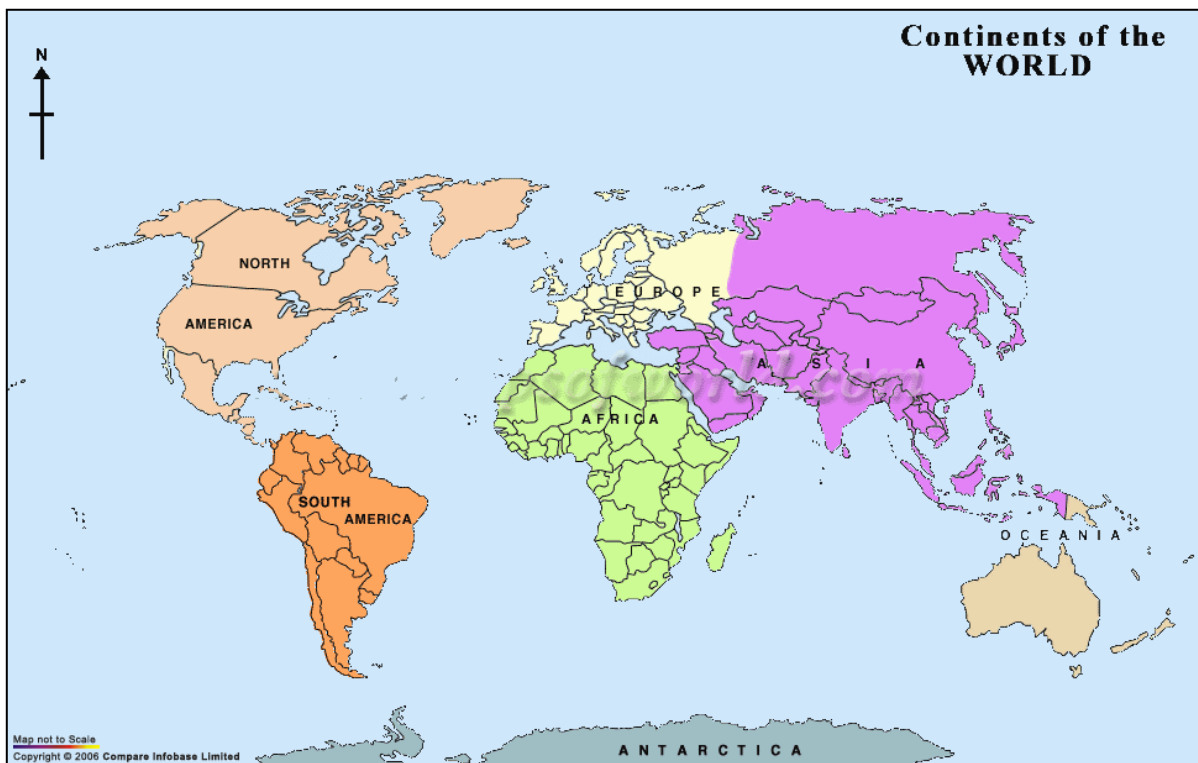 Continents of the
WORLD
N
NORTH
AMERICA
EUROPE
ASIA
AFRICA
SOUTH
AMERICA
OCEANIA
ANTARCTICA
Map not to Scale
Copyright © 2006 Compare Infobase Limited